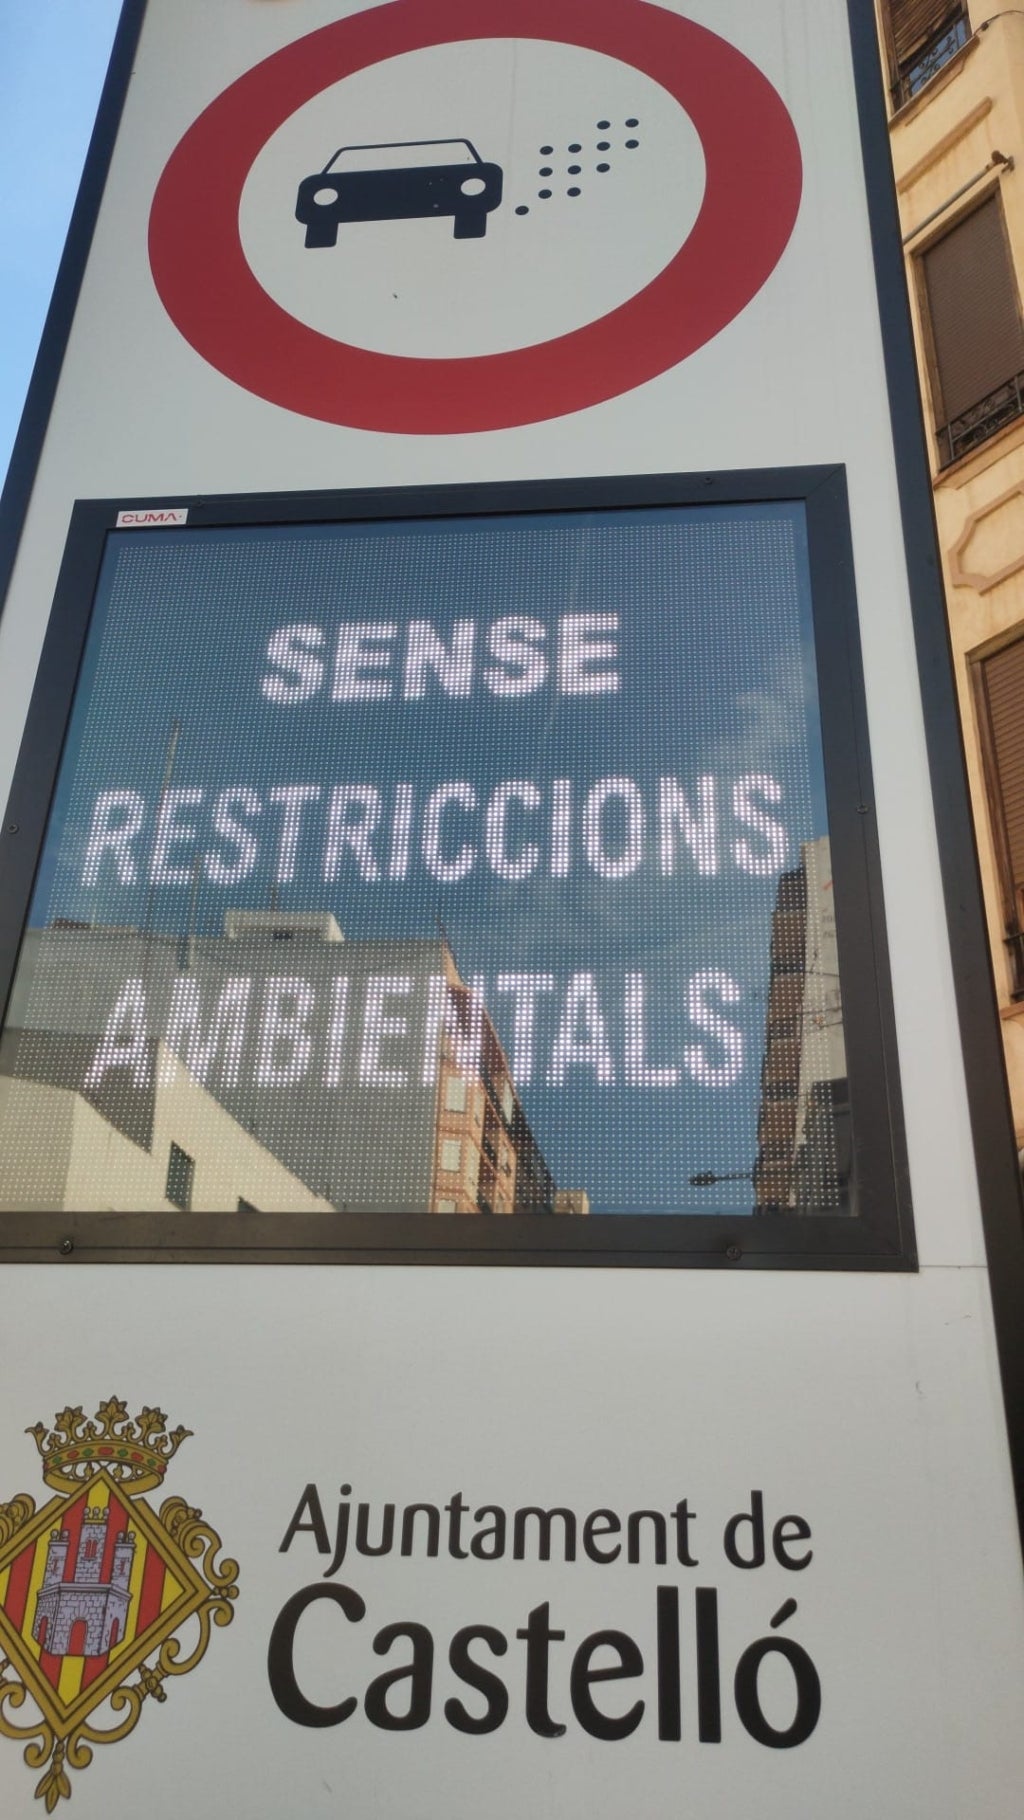 CUMA
SENSE
RESTRICCIONS
AMBIENTALS
Ajuntament de
Castelló